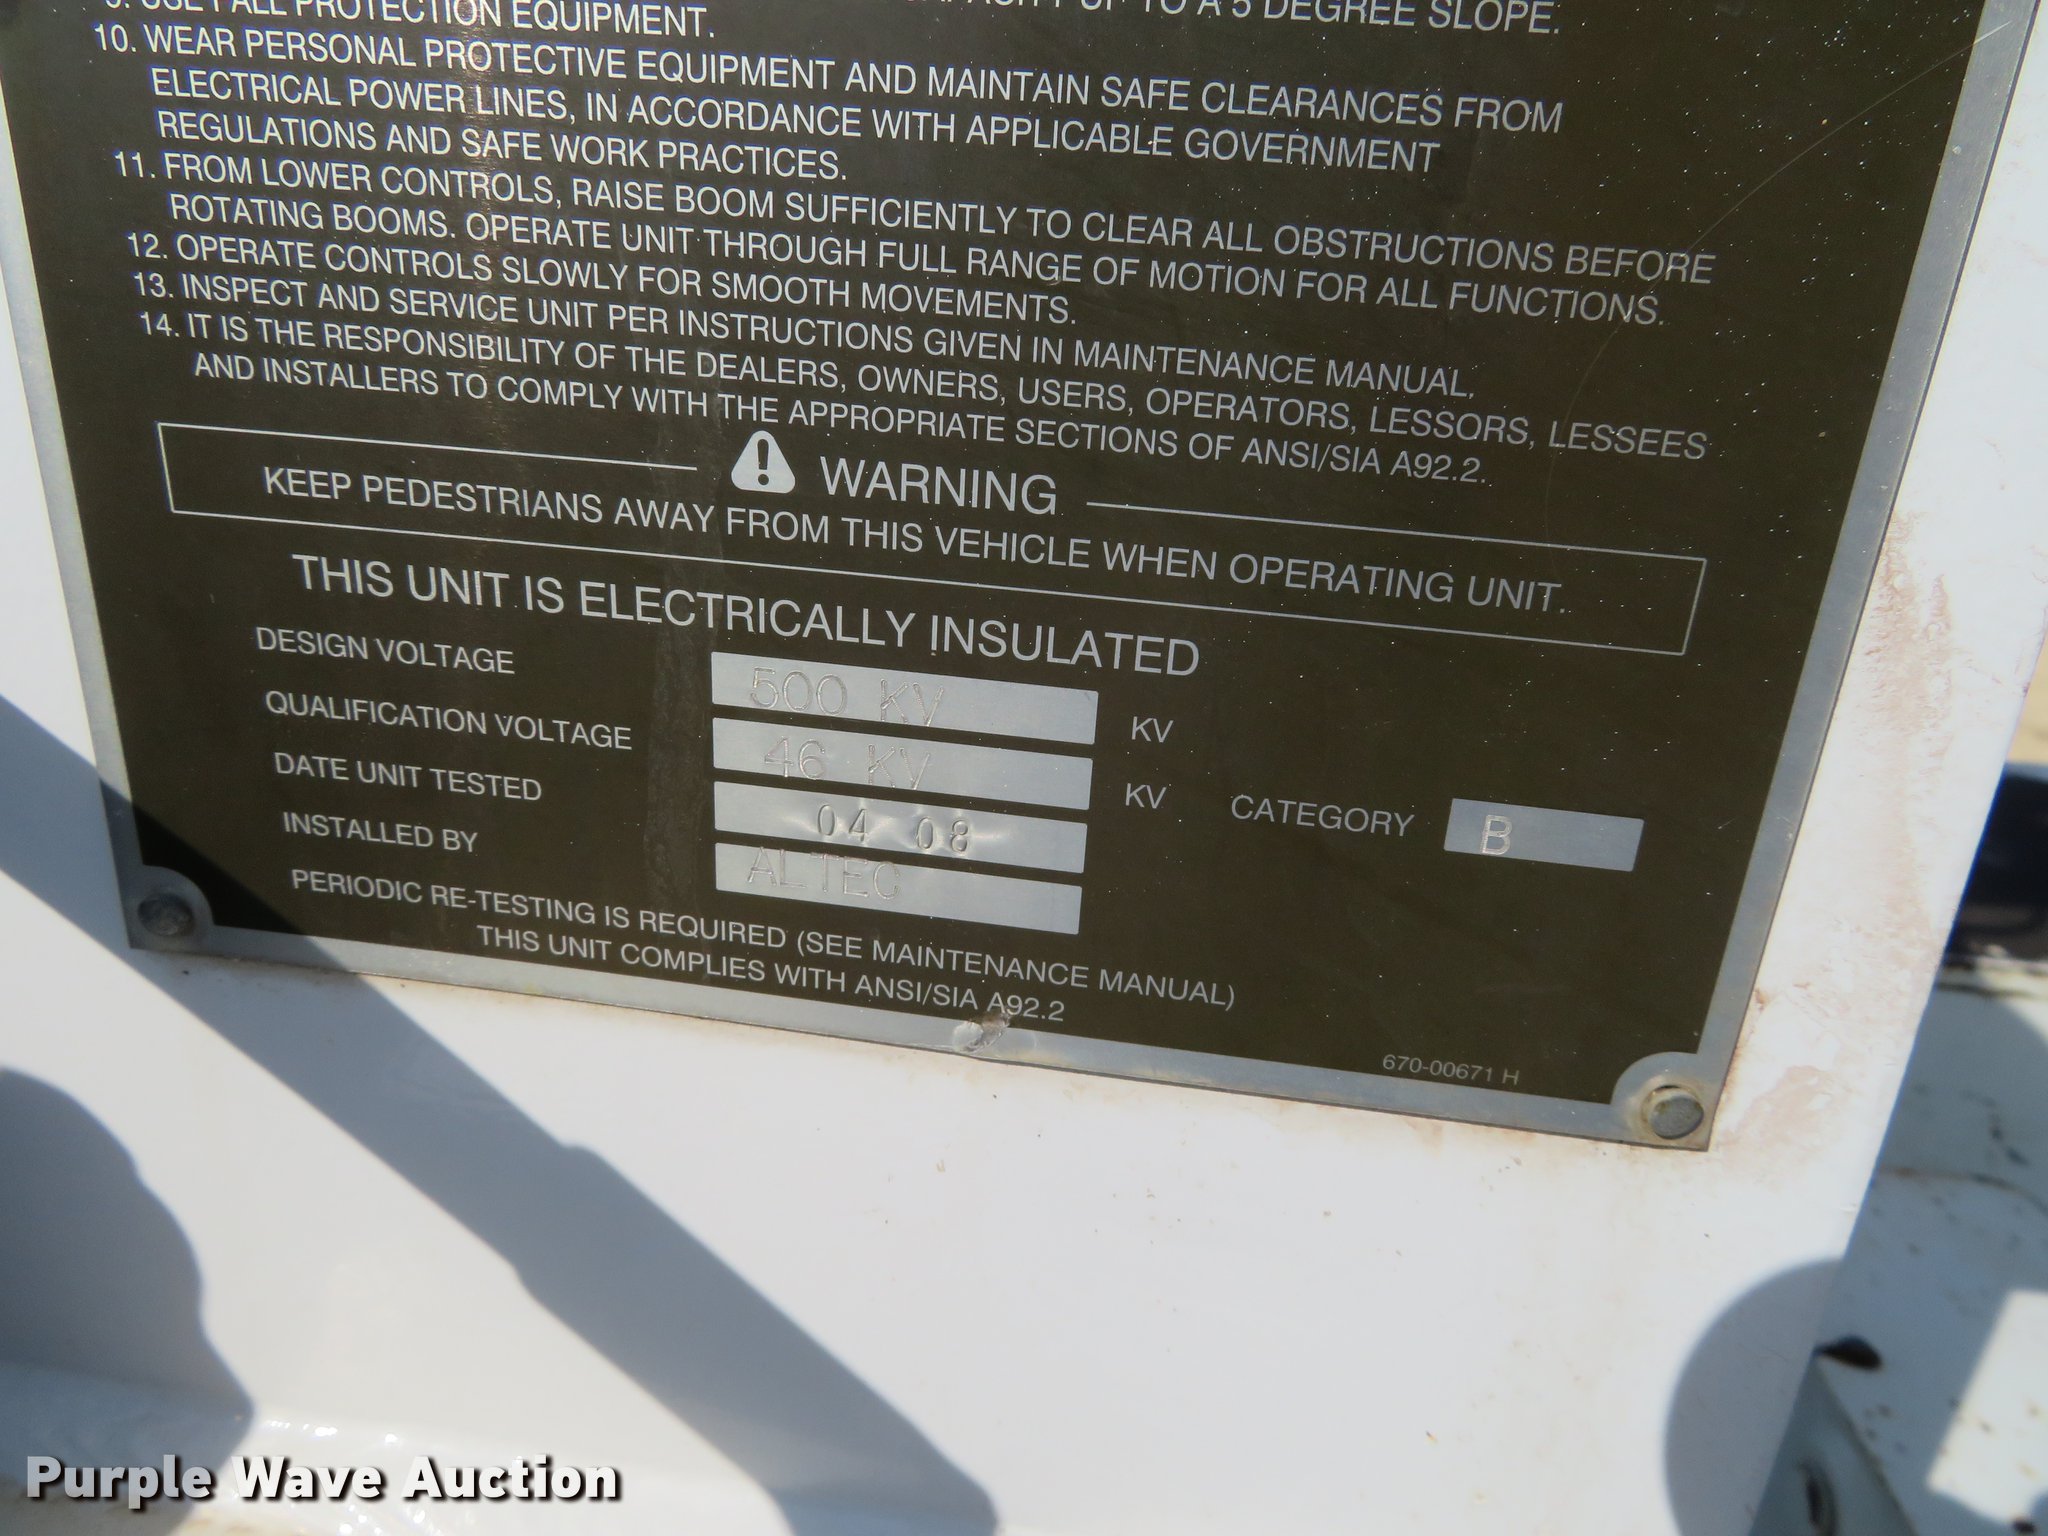 9. USE FALL PROTECTION EQUIPMENT.
UP TO A 5 DEGREE SLOPE.
10. WEAR PERSONAL PROTECTIVE EQUIPMENT AND MAINTAIN SAFE CLEARANCES FROM
ELECTRICAL POWER LINES, IN ACCORDANCE WITH APPLICABLE GOVERNMENT
REGULATIONS AND SAFE WORK PRACTICES.
11. FROM LOWER CONTROLS, RAISE BOOM SUFFICIENTLY TO CLEAR ALL OBSTRUCTIONS BEFORE
ROTATING BOOMS. OPERATE UNIT THROUGH FULL RANGE OF MOTION FOR ALL FUNCTIONS.
12. OPERATE CONTROLS SLOWLY FOR SMOOTH MOVEMENTS.
13. INSPECT AND SERVICE UNIT PER INSTRUCTIONS GIVEN IN MAINTENANCE MANUAL.
14. IT IS THE RESPONSIBILITY OF THE DEALERS, OWNERS, USERS, OPERATORS, LESSORS, LESSEES
AND INSTALLERS TO COMPLY WITH THE APPROPRIATE SECTIONS OF ANSI/SIA A92.2.
WARNING
KEEP PEDESTRIANS AWAY FROM THIS VEHICLE WHEN OPERATING UNIT.
THIS UNIT IS ELECTRICALLY INSULATED
DESIGN VOLTAGE 500 KV KV
QUALIFICATION VOLTAGE 46 KV KV CATEGORY B
DATE UNIT TESTED 04 08
INSTALLED BY ALTEC
PERIODIC RE-TESTING IS REQUIRED (SEE MAINTENANCE MANUAL)
THIS UNIT COMPLIES WITH ANSI/SIA A92.2
670-00671 H
Purple Wave Auction